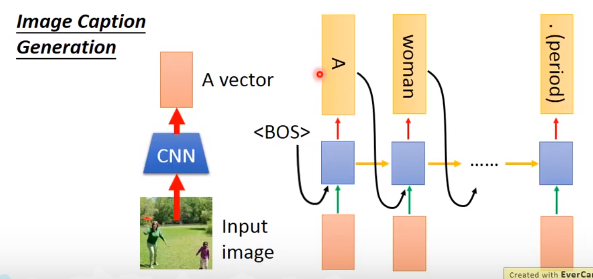 Image Caption
Generation
A vector
CNN
Input
image
<BOS>
A
woman
......
. (period)
Created with EverCa